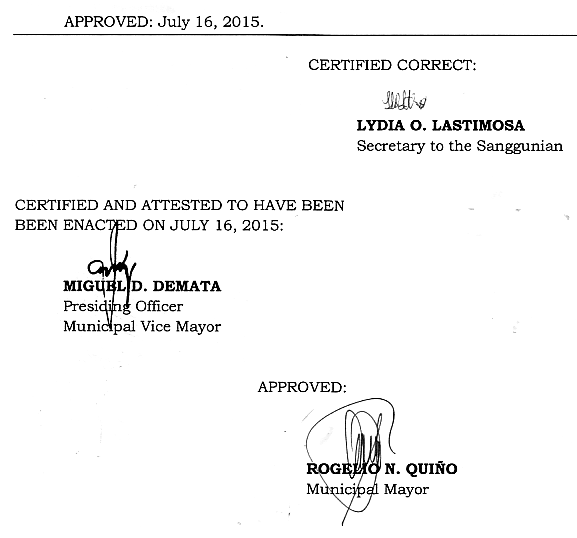 APPROVED: July 16, 2015.
CERTIFIED CORRECT:
LYDIA O. LASTIMOSA
Secretary to the Sanggunian
CERTIFIED AND ATTESTED TO HAVE BEEN
BEEN ENACTED ON JULY 16, 2015:
MIGUEL D. DEMATA
Presiding Officer
Municipal Vice Mayor
APPROVED:
ROGELIO N. QUIÑO
Municipal Mayor